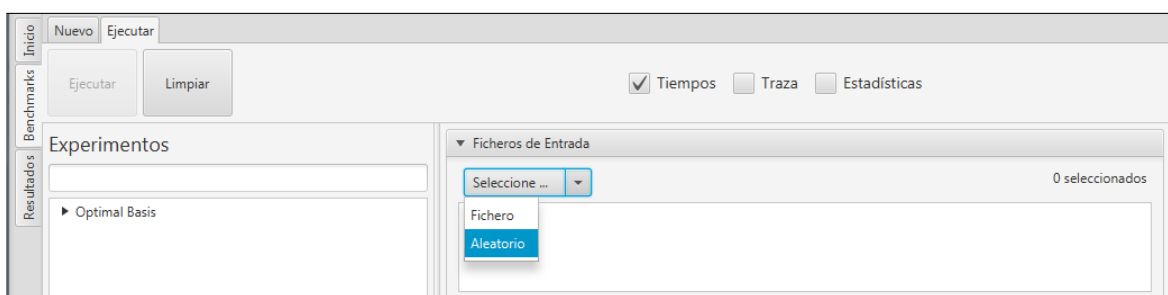 Inicio
Benchmarks
Resultados
Nuevo Ejecutar
Ejecutar Limpiar
Tiempos Traza Estadísticas
Experimentos
Optimal Basis
Ficheros de Entrada
Seleccione ... 0 seleccionados
Fichero
Aleatorio